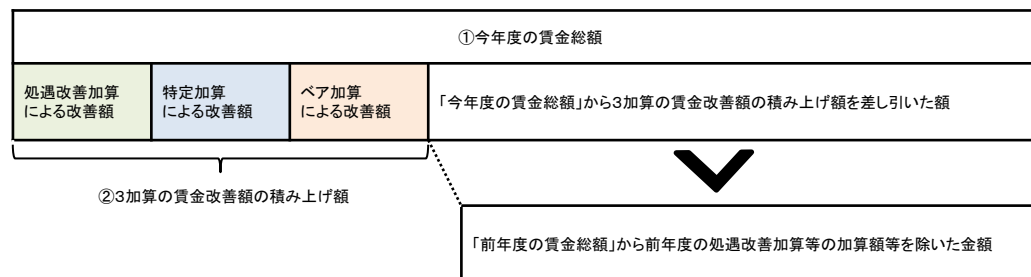 ①今年度の賃金総額
処遇改善加算
による改善額
特定加算
による改善額
ベア加算
による改善額
「今年度の賃金総額」から3加算の賃金改善額の積み上げ額を差し引いた額
②3加算の賃金改善額の積み上げ額
「前年度の賃金総額」から前年度の処遇改善加算等の加算額等を除いた金額